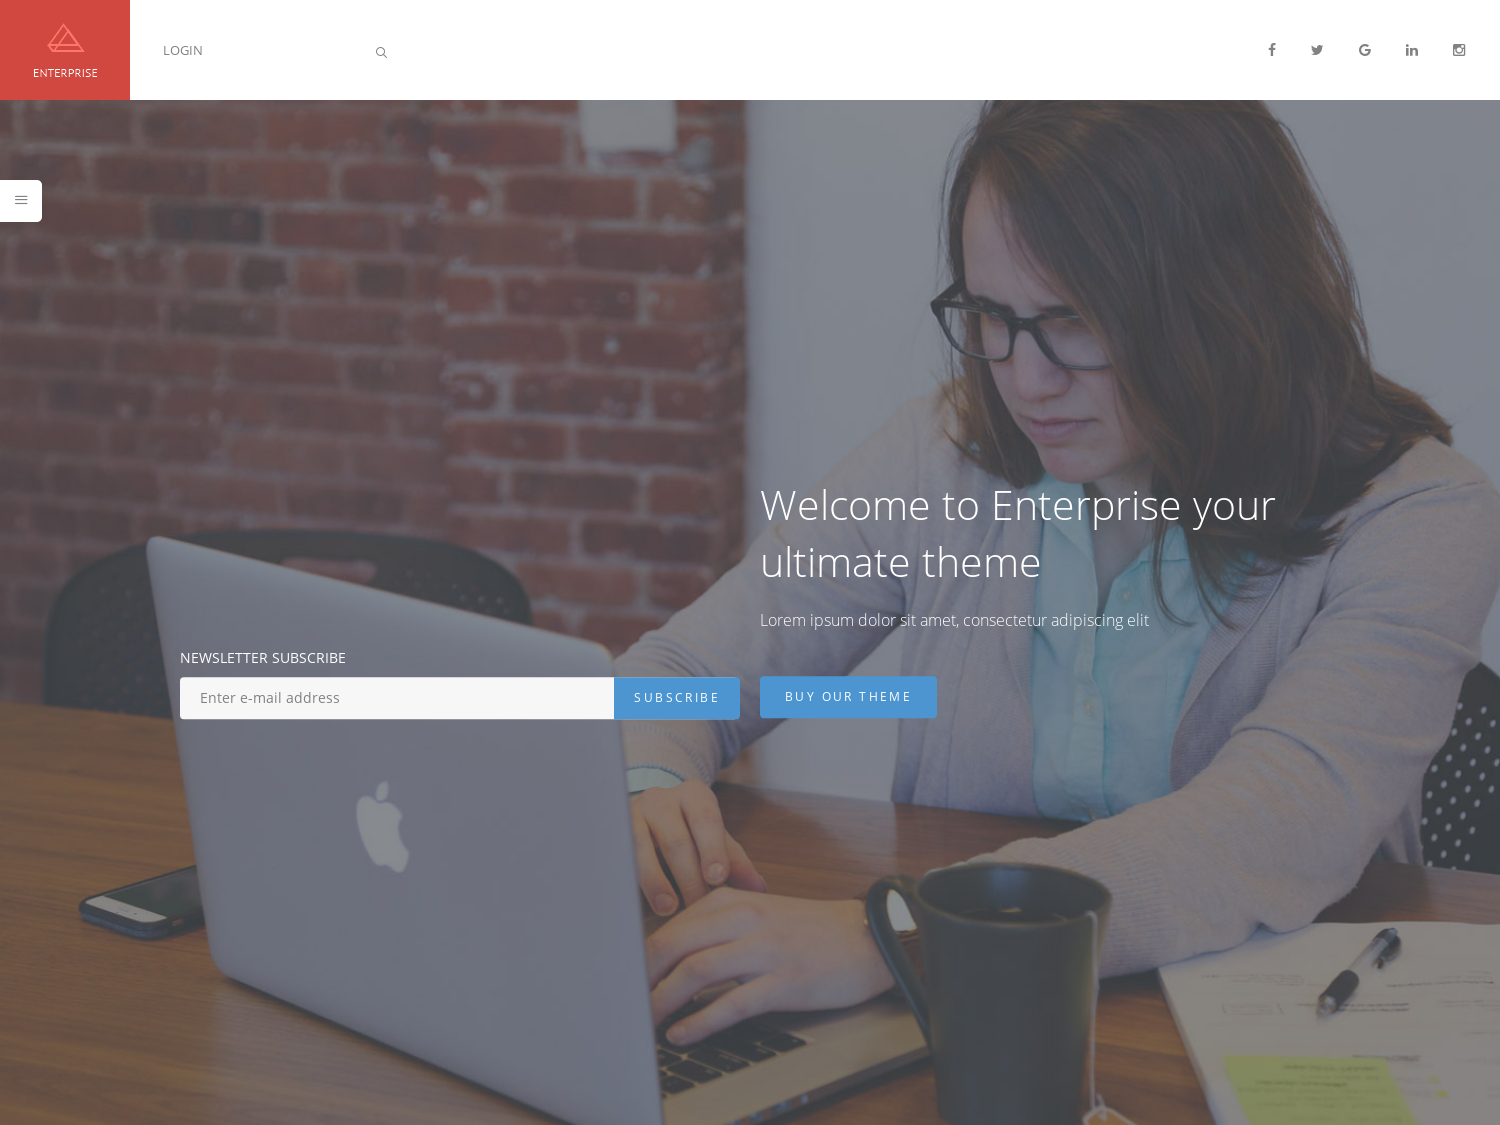 ENTERPRISE
LOGIN
Welcome to Enterprise your
ultimate theme
Lorem ipsum dolor sit amet, consectetur adipiscing elit
NEWSLETTER SUBSCRIBE
Enter e-mail address
SUBSCRIBE
BUY OUR THEME